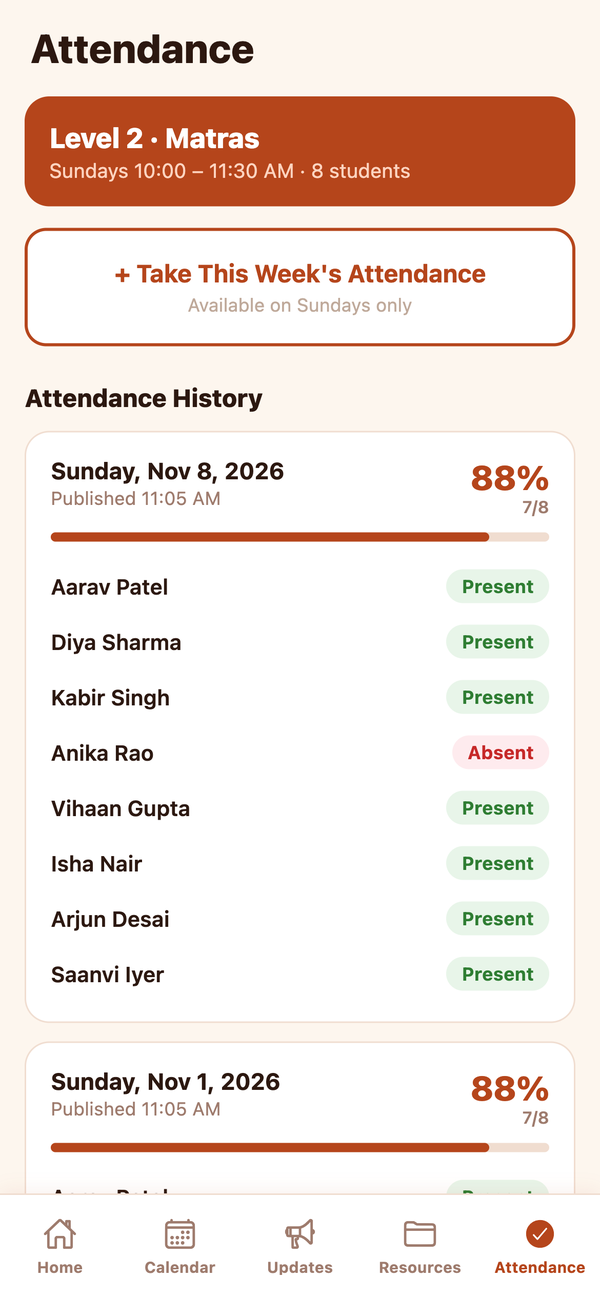 Attendance
Level 2 · Matras
Sundays 10:00 – 11:30 AM · 8 students
+ Take This Week's Attendance
Available on Sundays only
Attendance History
Sunday, Nov 8, 2026
88%
Published 11:05 AM
7/8
Aarav Patel Present
Diya Sharma Present
Kabir Singh Present
Anika Rao Absent
Vihaan Gupta Present
Isha Nair Present
Arjun Desai Present
Saanvi Iyer Present
Sunday, Nov 1, 2026
88%
Published 11:05 AM
7/8
Home Calendar Updates Resources Attendance